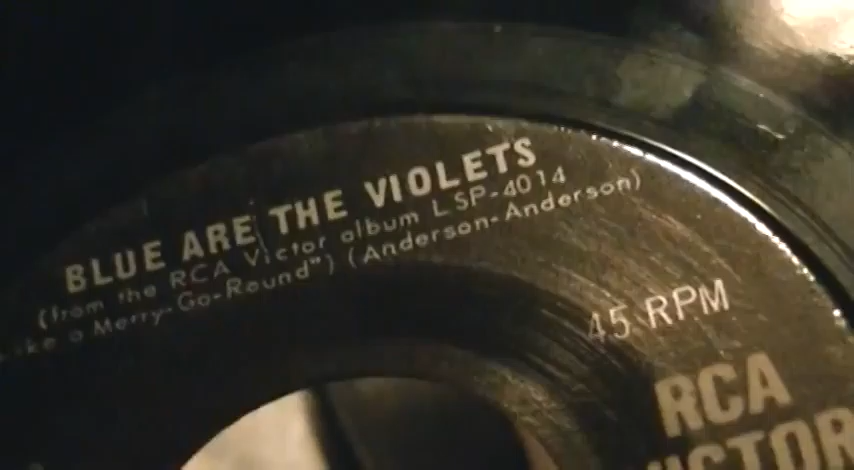 BLUE ARE THE VIOLETS
(from the RCA Victor album LSP-4014
Like a Merry-Go-Round") (Anderson-Anderson)
45 RPM
RCA
VICTOR